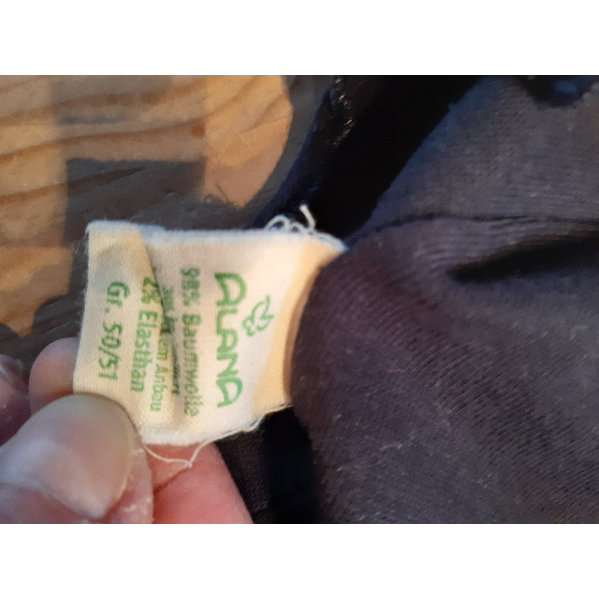 ALANA
98% Baumwolle
2% Elasthan
Gr. 50/51